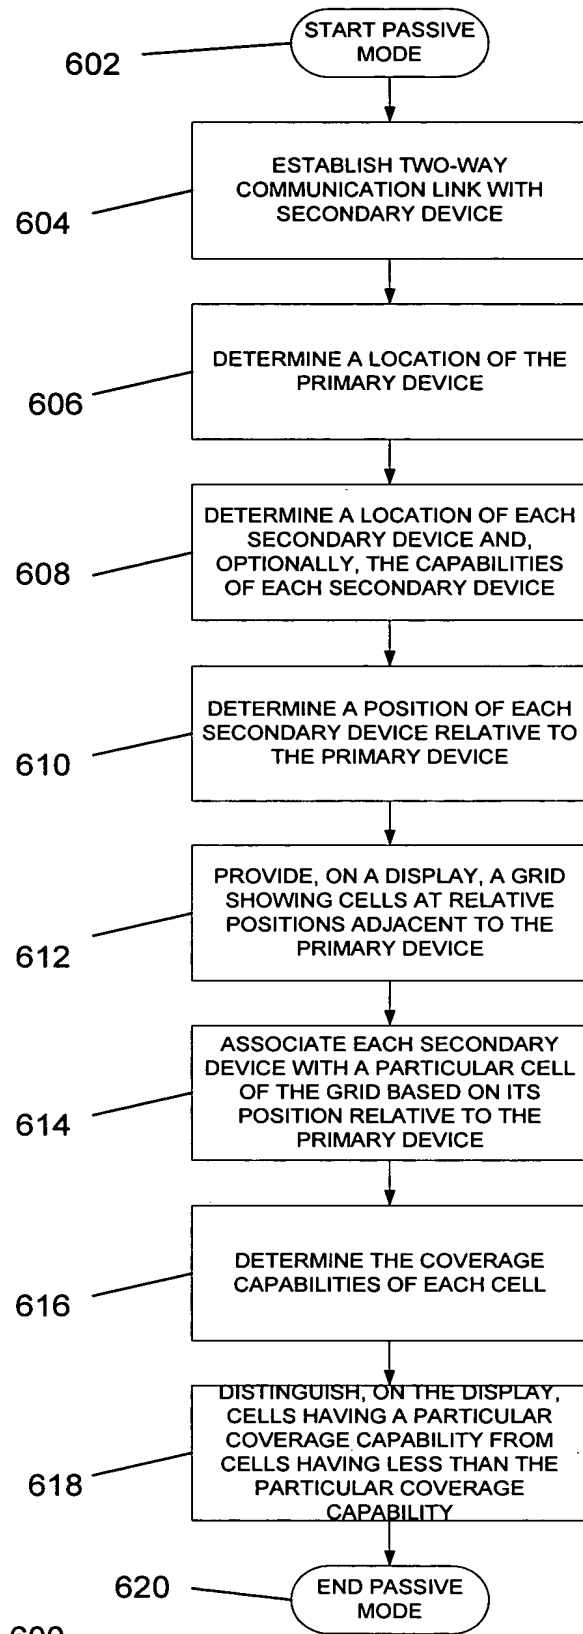 START PASSIVE
MODE
602
ESTABLISH TWO-WAY
COMMUNICATION LINK WITH
SECONDARY DEVICE
604
DETERMINE A LOCATION OF THE
PRIMARY DEVICE
606
DETERMINE A LOCATION OF EACH
SECONDARY DEVICE AND,
OPTIONALLY, THE CAPABILITIES
OF EACH SECONDARY DEVICE
608
DETERMINE A POSITION OF EACH
SECONDARY DEVICE RELATIVE TO
THE PRIMARY DEVICE
610
PROVIDE, ON A DISPLAY, A GRID
SHOWING CELLS AT RELATIVE
POSITIONS ADJACENT TO THE
PRIMARY DEVICE
612
ASSOCIATE EACH SECONDARY
DEVICE WITH A PARTICULAR CELL
OF THE GRID BASED ON ITS
POSITION RELATIVE TO THE
PRIMARY DEVICE
614
DETERMINE THE COVERAGE
CAPABILITIES OF EACH CELL
616
DISTINGUISH, ON THE DISPLAY,
CELLS HAVING A PARTICULAR
COVERAGE CAPABILITY FROM
CELLS HAVING LESS THAN THE
PARTICULAR COVERAGE
CAPABILITY
618
END PASSIVE
MODE
620